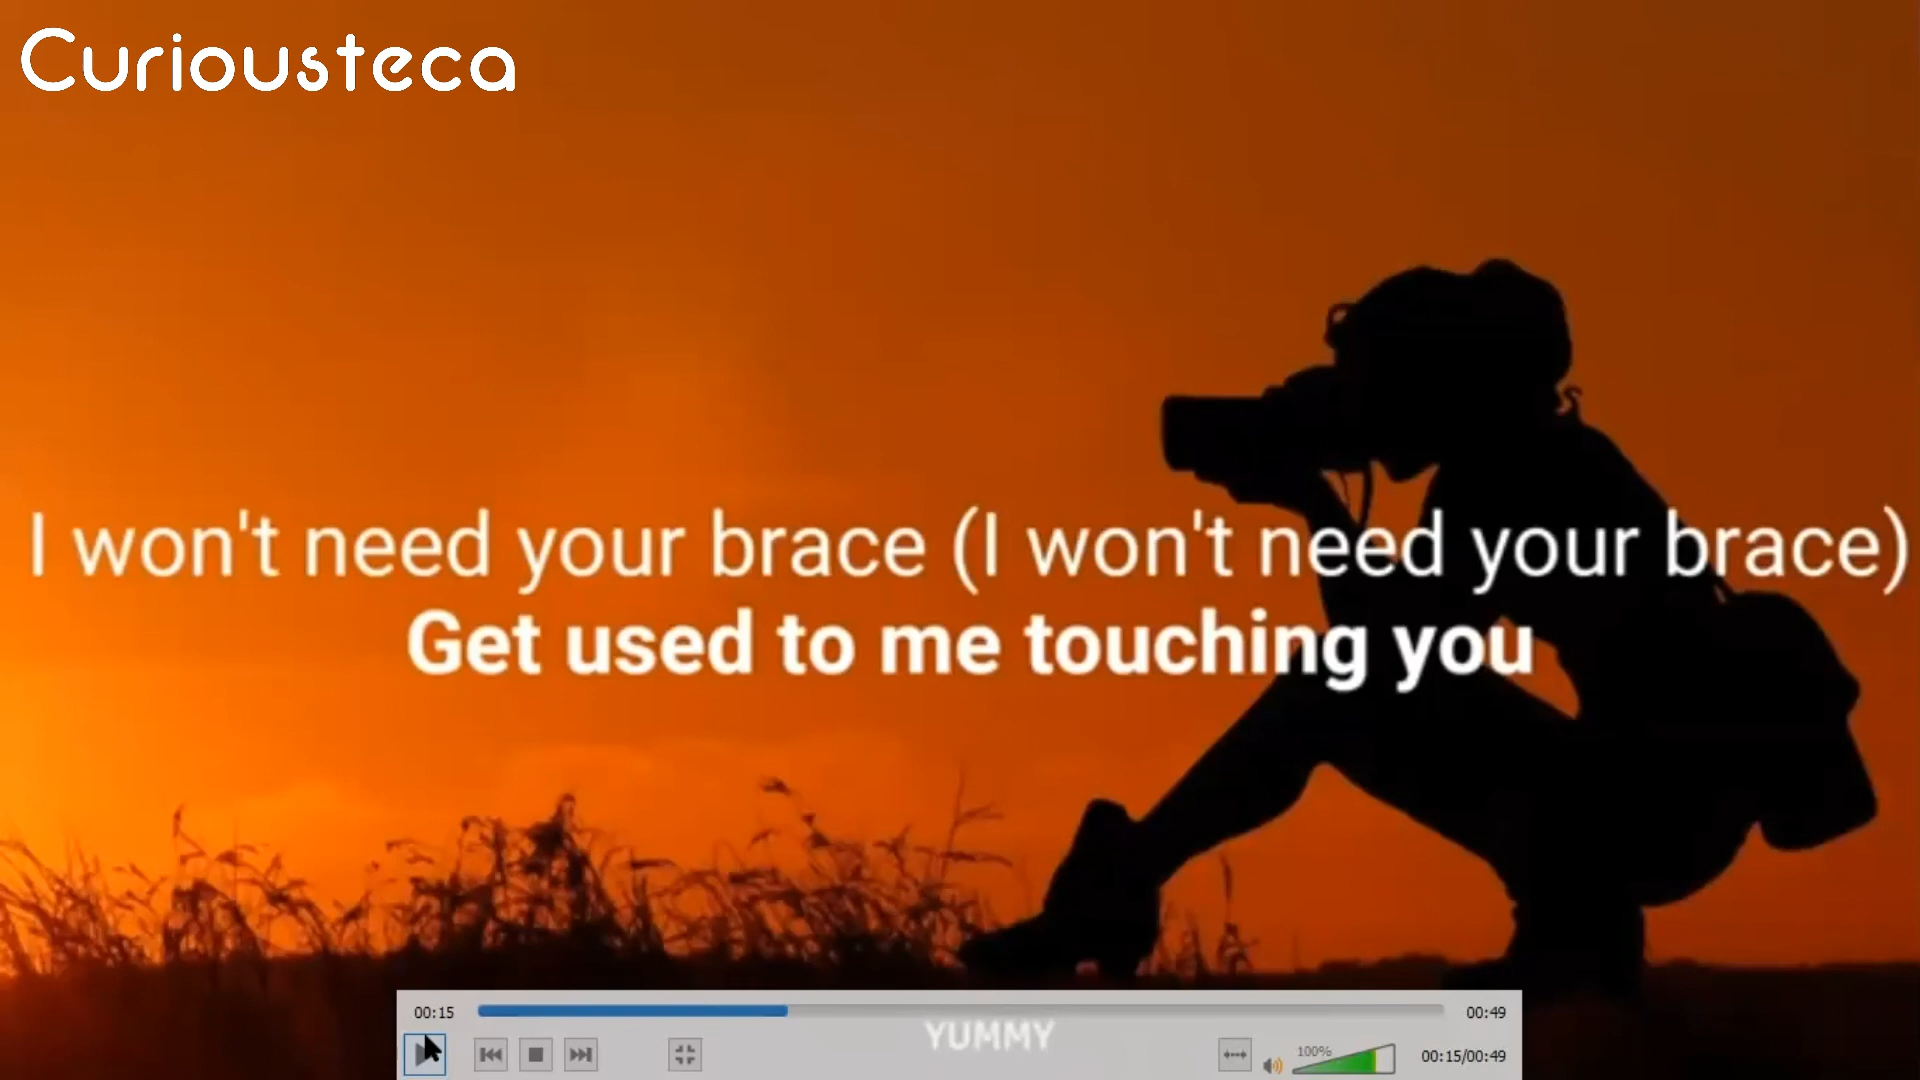 Curiousteca
I won't need your brace (I won't need your brace)
Get used to me touching you
00:15
00:49
YUMMY
100%
00:15/00:49